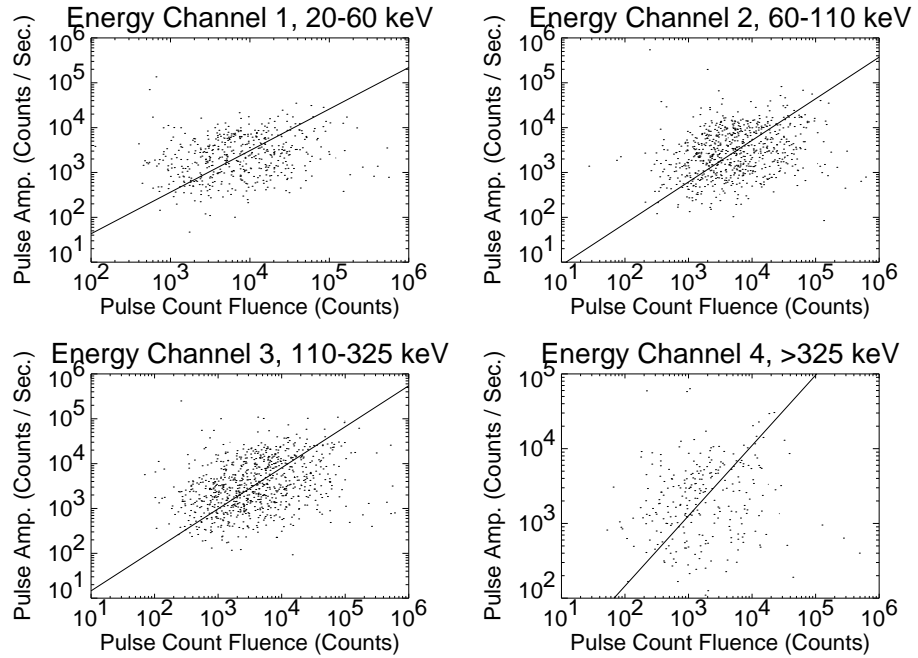 Energy Channel 1, 20-60 keV
Pulse Amp. (Counts / Sec.)
10^6
10^5
10^4
10^3
10^2
10^1
10^2 10^3 10^4 10^5 10^6
Pulse Count Fluence (Counts)
Energy Channel 2, 60-110 keV
Pulse Amp. (Counts / Sec.)
10^6
10^5
10^4
10^3
10^2
10^1
10^1 10^2 10^3 10^4 10^5 10^6
Pulse Count Fluence (Counts)
Energy Channel 3, 110-325 keV
Pulse Amp. (Counts / Sec.)
10^6
10^5
10^4
10^3
10^2
10^1
10^1 10^2 10^3 10^4 10^5 10^6
Pulse Count Fluence (Counts)
Energy Channel 4, >325 keV
Pulse Amp. (Counts / Sec.)
10^5
10^4
10^3
10^2
10^1 10^2 10^3 10^4 10^5 10^6
Pulse Count Fluence (Counts)